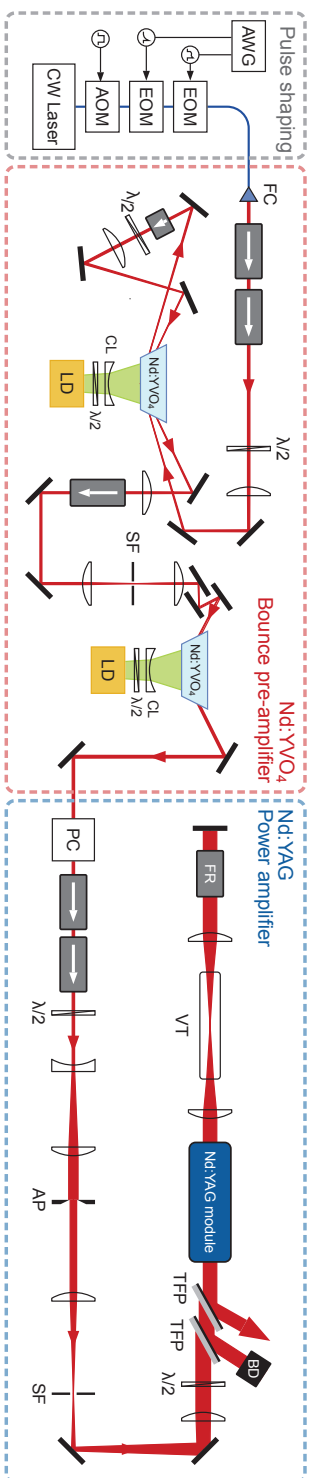 Pulse shaping
AWG
EOM
EOM
AOM
CW Laser
Nd:YVO₄
Bounce pre-amplifier
FC
λ/2
λ/2
Nd:YVO₄
CL
λ/2
LD
SF
Nd:YVO₄
CL
λ/2
LD
Nd:YAG
Power amplifier
FR
VT
Nd:YAG module
TFP
TFP
BD
λ/2
PC
λ/2
AP
SF